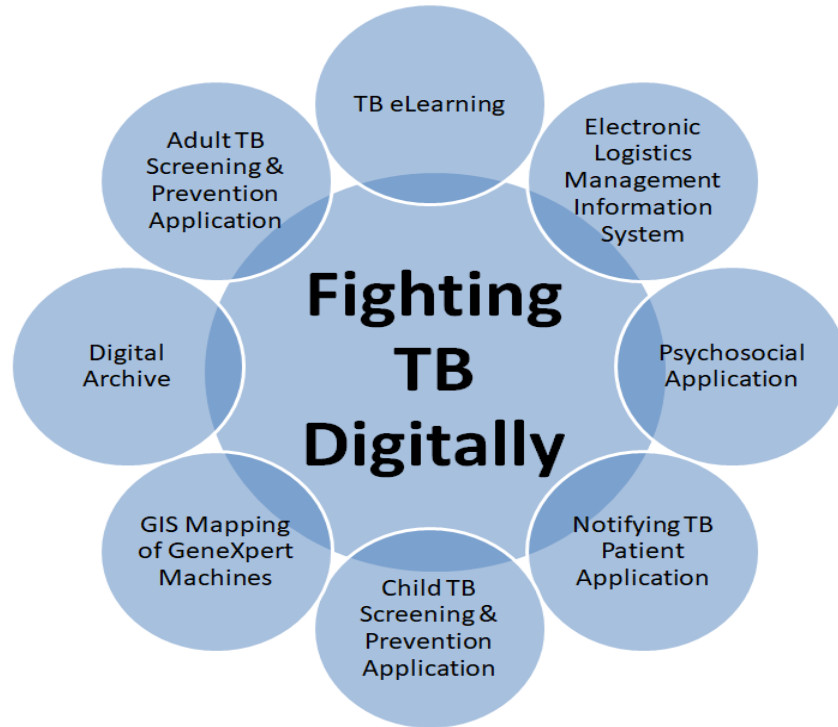 TB eLearning
Electronic
Logistics
Management
Information
System
Psychosocial
Application
Notifying TB
Patient
Application
Child TB
Screening &
Prevention
Application
GIS Mapping
of GeneXpert
Machines
Digital
Archive
Adult TB
Screening &
Prevention
Application
Fighting
TB
Digitally